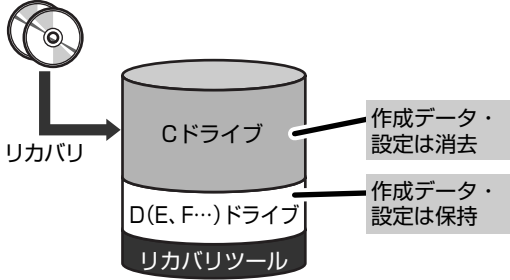 リカバリ
Cドライブ
作成データ・
設定は消去
D(E、F…)ドライブ
作成データ・
設定は保持
リカバリツール